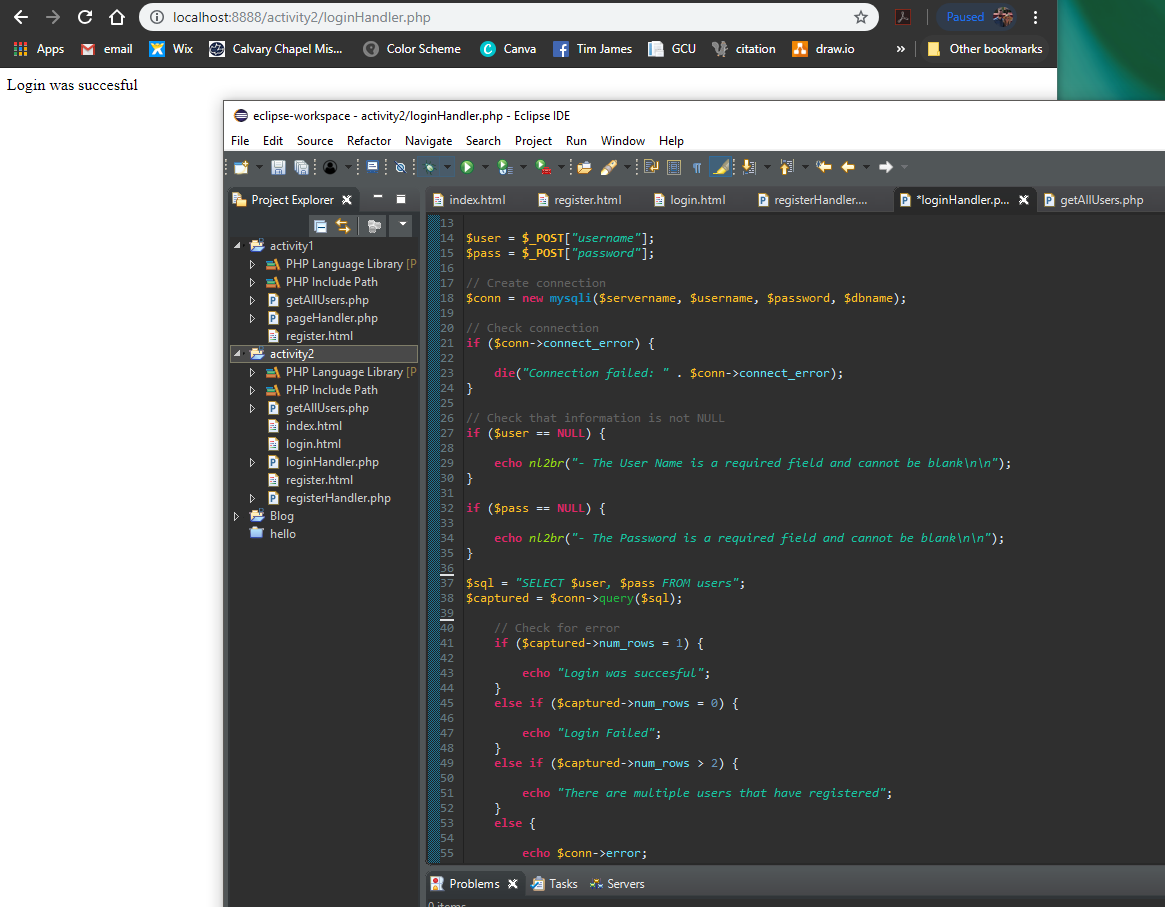 localhost:8888/activity2/loginHandler.php
Paused
Apps email Wix Calvary Chapel Mis... Color Scheme Canva Tim James GCU citation draw.io » Other bookmarks
Login was succesful
eclipse-workspace - activity2/loginHandler.php - Eclipse IDE
File Edit Source Refactor Navigate Search Project Run Window Help
Project Explorer
index.html register.html login.html registerHandler.... *loginHandler.p... getAllUsers.php
activity1
PHP Language Library [P
PHP Include Path
getAllUsers.php
pageHandler.php
register.html
activity2
PHP Language Library [P
PHP Include Path
getAllUsers.php
index.html
login.html
loginHandler.php
register.html
registerHandler.php
Blog
hello
13
14 $user = $_POST["username"];
15 $pass = $_POST["password"];
16
17 // Create connection
18 $conn = new mysqli($servername, $username, $password, $dbname);
19
20 // Check connection
21 if ($conn->connect_error) {
22
23 die("Connection failed: " . $conn->connect_error);
24 }
25
26 // Check that information is not NULL
27 if ($user == NULL) {
28
29 echo nl2br("- The User Name is a required field and cannot be blank\n\n");
30 }
31
32 if ($pass == NULL) {
33
34 echo nl2br("- The Password is a required field and cannot be blank\n\n");
35 }
36
37 $sql = "SELECT $user, $pass FROM users";
38 $captured = $conn->query($sql);
39
40 // Check for error
41 if ($captured->num_rows = 1) {
42
43 echo "Login was succesful";
44 }
45 else if ($captured->num_rows = 0) {
46
47 echo "Login Failed";
48 }
49 else if ($captured->num_rows > 2) {
50
51 echo "There are multiple users that have registered";
52 }
53 else {
54
55 echo $conn->error;
Problems Tasks Servers
0 items